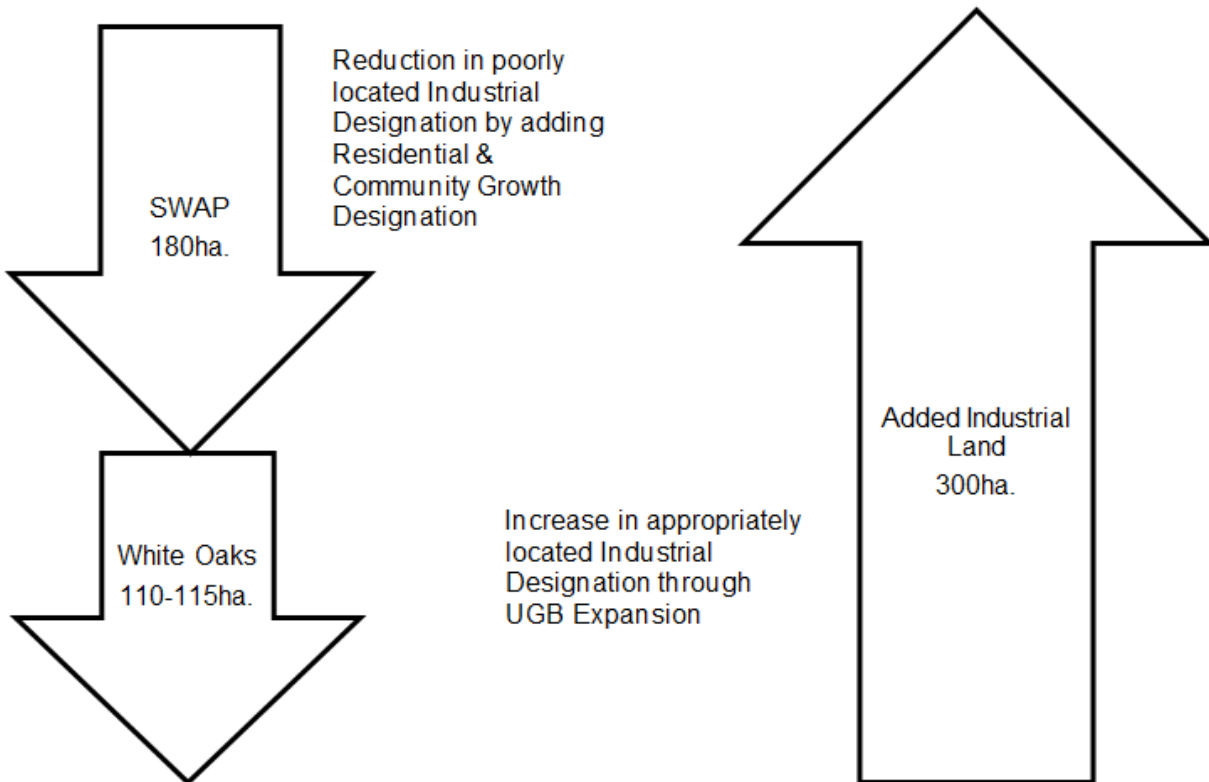 Reduction in poorly
located Industrial
Designation by adding
Residential &
Community Growth
Designation
SWAP
180ha.
White Oaks
110-115ha.
Increase in appropriately
located Industrial
Designation through
UGB Expansion
Added Industrial
Land
300ha.